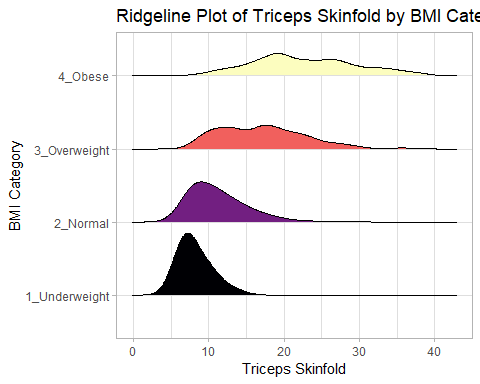 Ridgeline Plot of Triceps Skinfold by BMI Cate
4_Obese
3_Overweight
2_Normal
1_Underweight
BMI Category
0 10 20 30 40
Triceps Skinfold